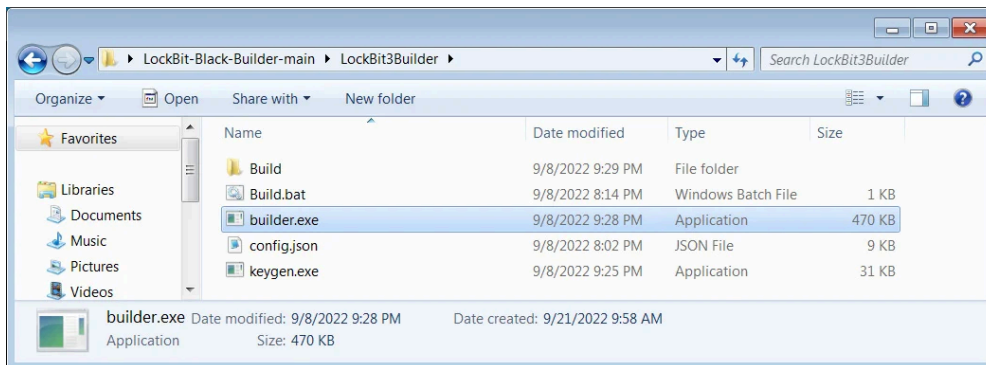 LockBit-Black-Builder-main LockBit3Builder Search LockBit3Builder
Organize Open Share with New folder
Name Date modified Type Size
Favorites
Build 9/8/2022 9:29 PM File folder
Libraries Build.bat 9/8/2022 8:14 PM Windows Batch File 1 KB
Documents builder.exe 9/8/2022 9:28 PM Application 470 KB
Music config.json 9/8/2022 8:02 PM JSON File 9 KB
Pictures keygen.exe 9/8/2022 9:25 PM Application 31 KB
Videos
builder.exe Date modified: 9/8/2022 9:28 PM Date created: 9/21/2022 9:58 AM
Application Size: 470 KB